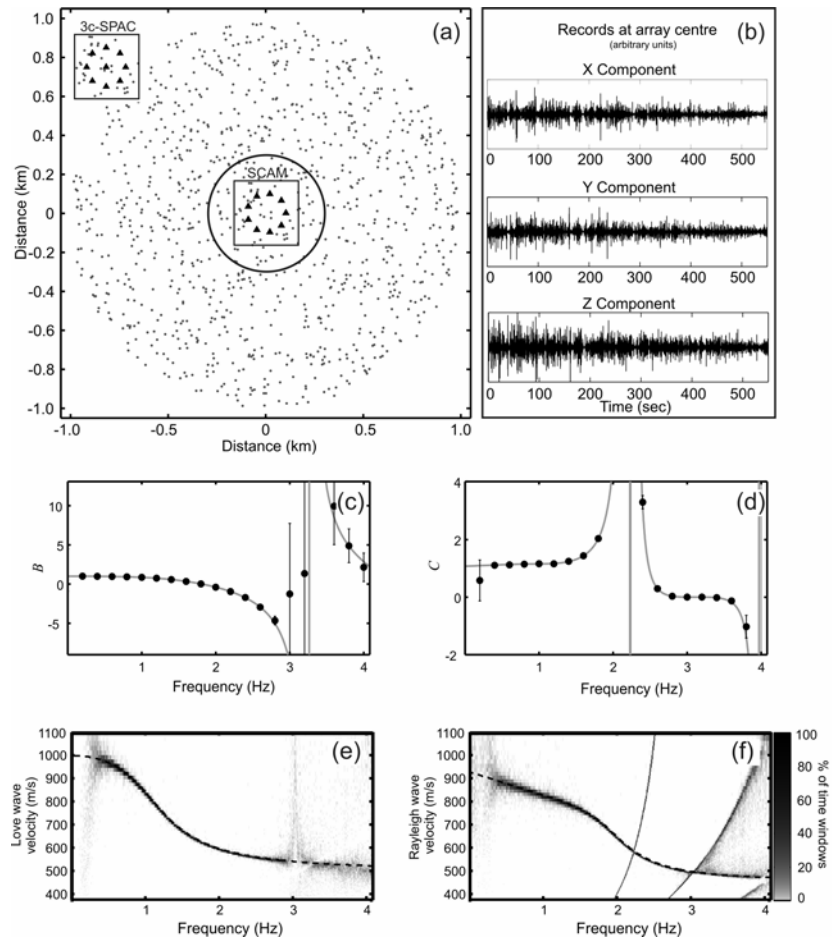 3c-SPAC
(a)
1.0
0.8
0.6
0.4
0.2
0
-0.2
-0.4
-0.6
-0.8
-1.0
Distance (km)
SCAM
-1.0 -0.5 0 0.5 1.0
Distance (km)
(b)
Records at array centre
(arbitrary units)
X Component
0 100 200 300 400 500
Y Component
0 100 200 300 400 500
Z Component
0 100 200 300 400 500
Time (sec)
(c)
10
5
0
-5
B
1 2 3 4
Frequency (Hz)
(d)
4
2
0
-2
C
0 1 2 3 4
Frequency (Hz)
(e)
1100
1000
900
800
700
600
500
400
Love wave
velocity (m/s)
1 2 3 4
Frequency (Hz)
(f)
1100
1000
900
800
700
600
500
400
Rayleigh wave
velocity (m/s)
0 1 2 3 4
Frequency (Hz)
100
80
60
40
20
0
% of time windows